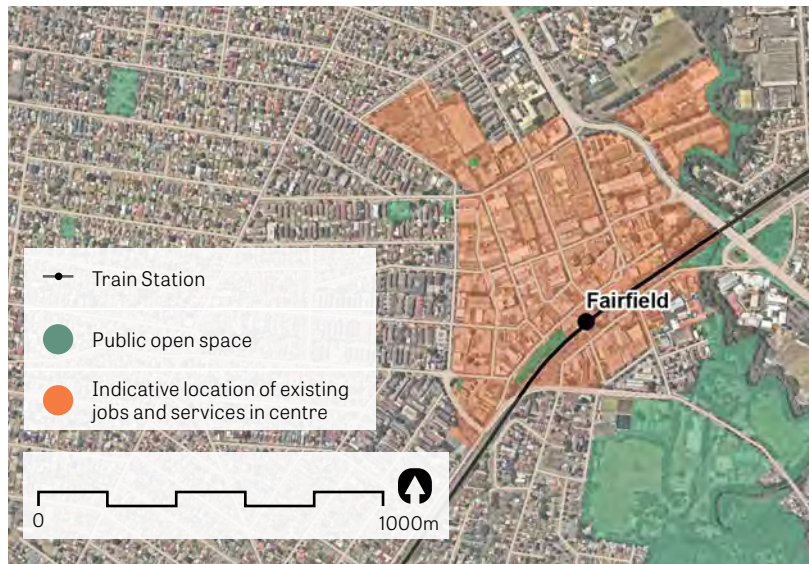 Fairfield
Train Station
Public open space
Indicative location of existing
jobs and services in centre
0
1000m